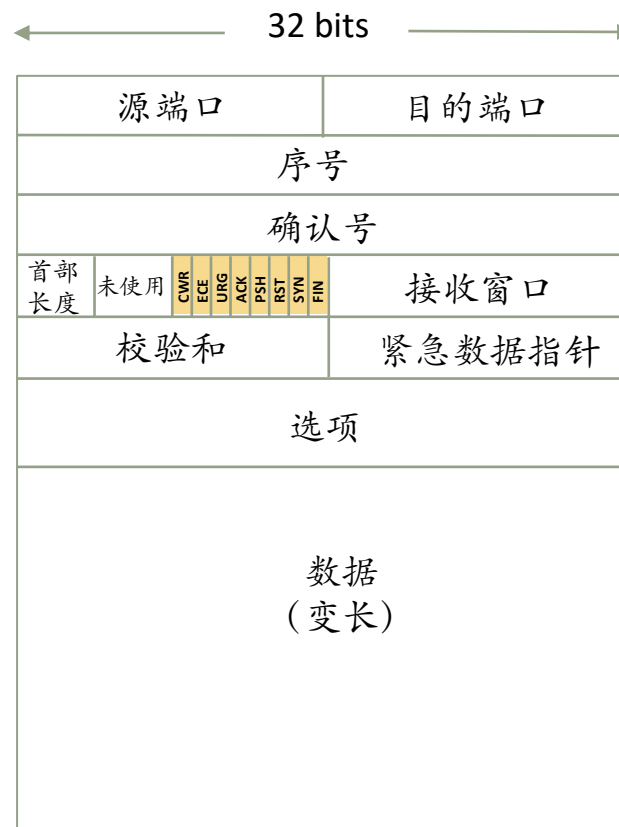 32 bits
源端口 目的端口
序号
确认号
首部
长度
未使用 CWR ECE URG ACK PSH RST SYN FIN 接收窗口
校验和 紧急数据指针
选项
数据
(变长)